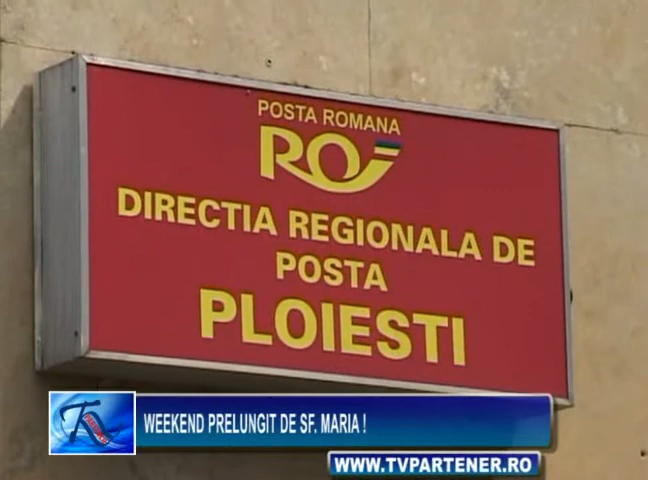 POSTA ROMANA
RO
DIRECTIA REGIONALA DE
POSTA
PLOIESTI
WEEKEND PRELUNGIT DE SF. MARIA !
WWW.TVPARTENER.RO